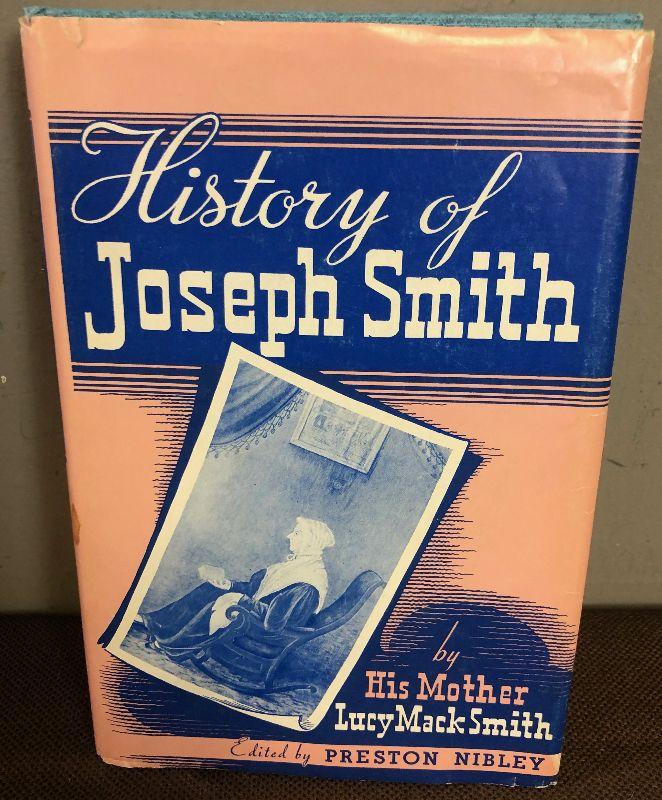 History of
Joseph Smith
by
His Mother
Lucy Mack Smith
Edited by PRESTON NIBLEY